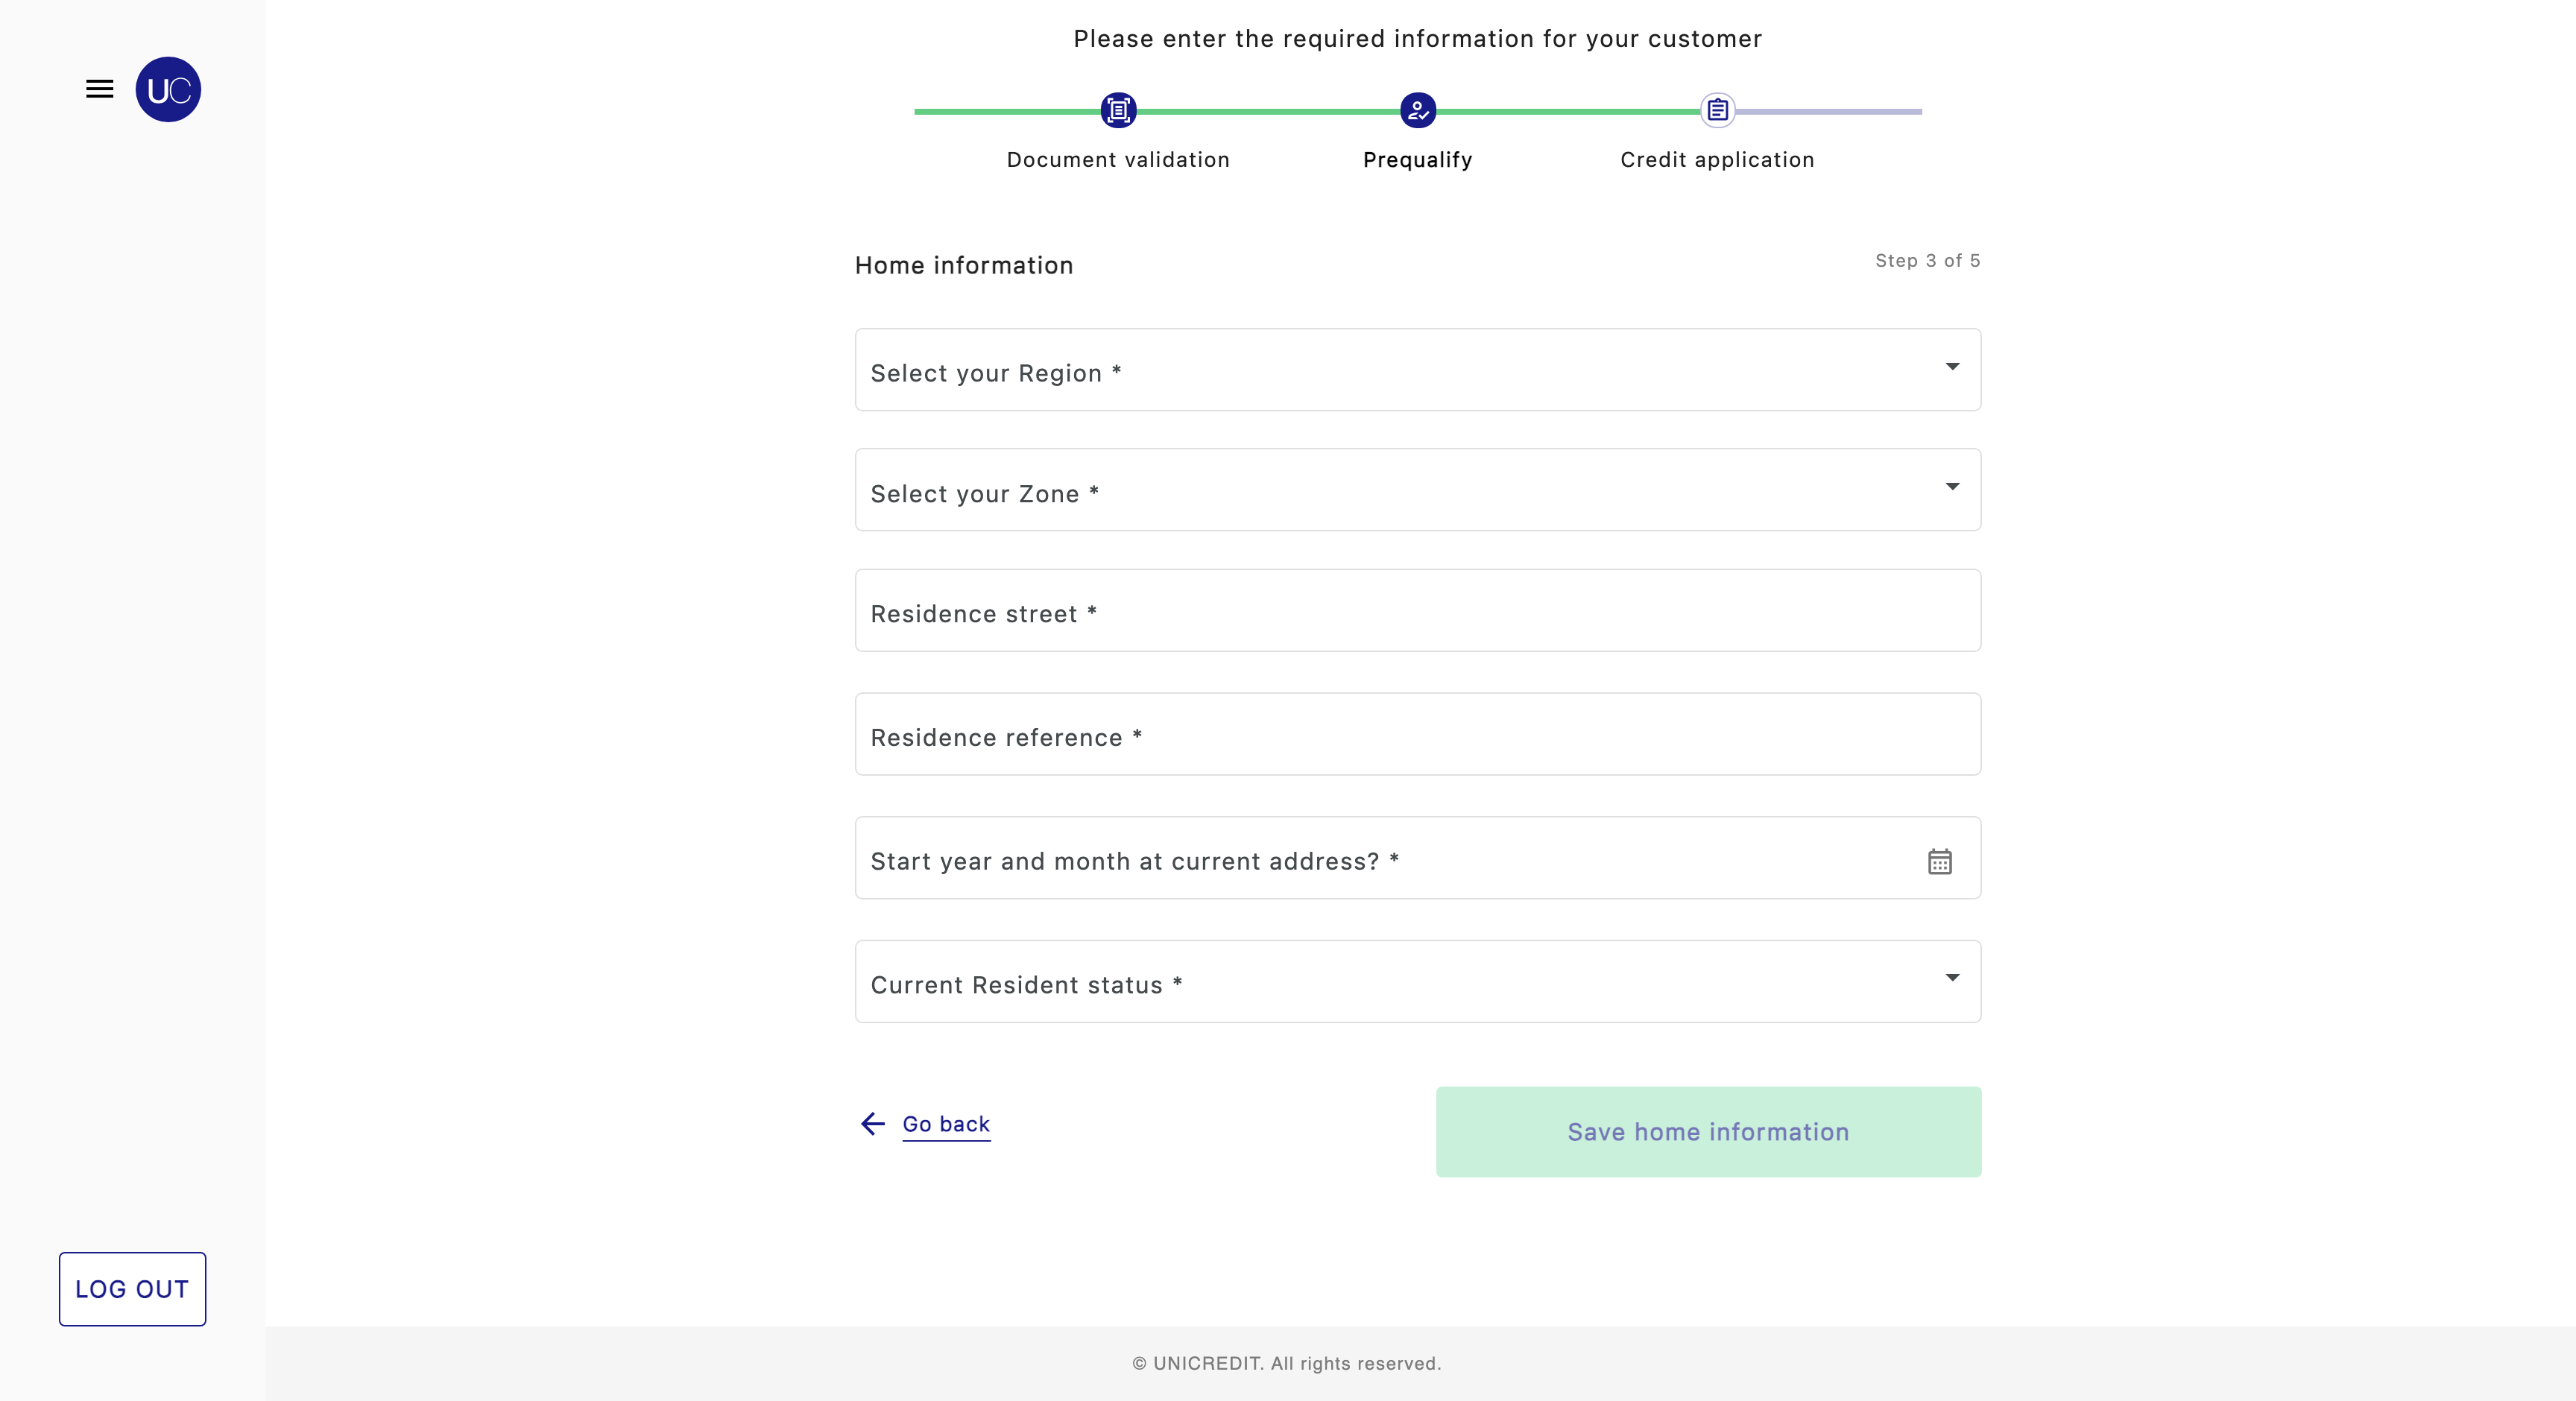 Please enter the required information for your customer
UC
Document validation
Prequalify
Credit application
Home information
Step 3 of 5
Select your Region *
Select your Zone *
Residence street *
Residence reference *
Start year and month at current address? *
Current Resident status *
Go back
Save home information
LOG OUT
© UNICREDIT. All rights reserved.